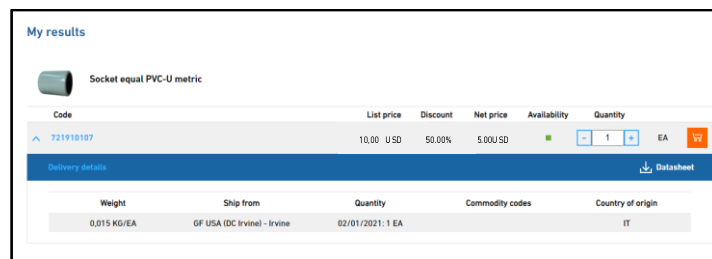 My results
Socket equal PVC-U metric
Code List price Discount Net price Availability Quantity
721910107 10,00 USD 50.00% 5.00USD - 1 + EA
Delivery details Datasheet
Weight Ship from Quantity Commodity codes Country of origin
0,015 KG/EA GF USA (DC Irvine) - Irvine 02/01/2021: 1 EA IT